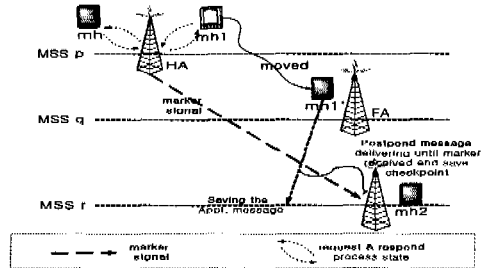 mh
mh1
MSS p
HA
moved
mh1'
FA
marker
signal
MSS q
Postpond message
delivering until marker
received and save
checkpoint
Saving the
Appl. message
MSS r
mh2
marker
signal
request & respond
process state